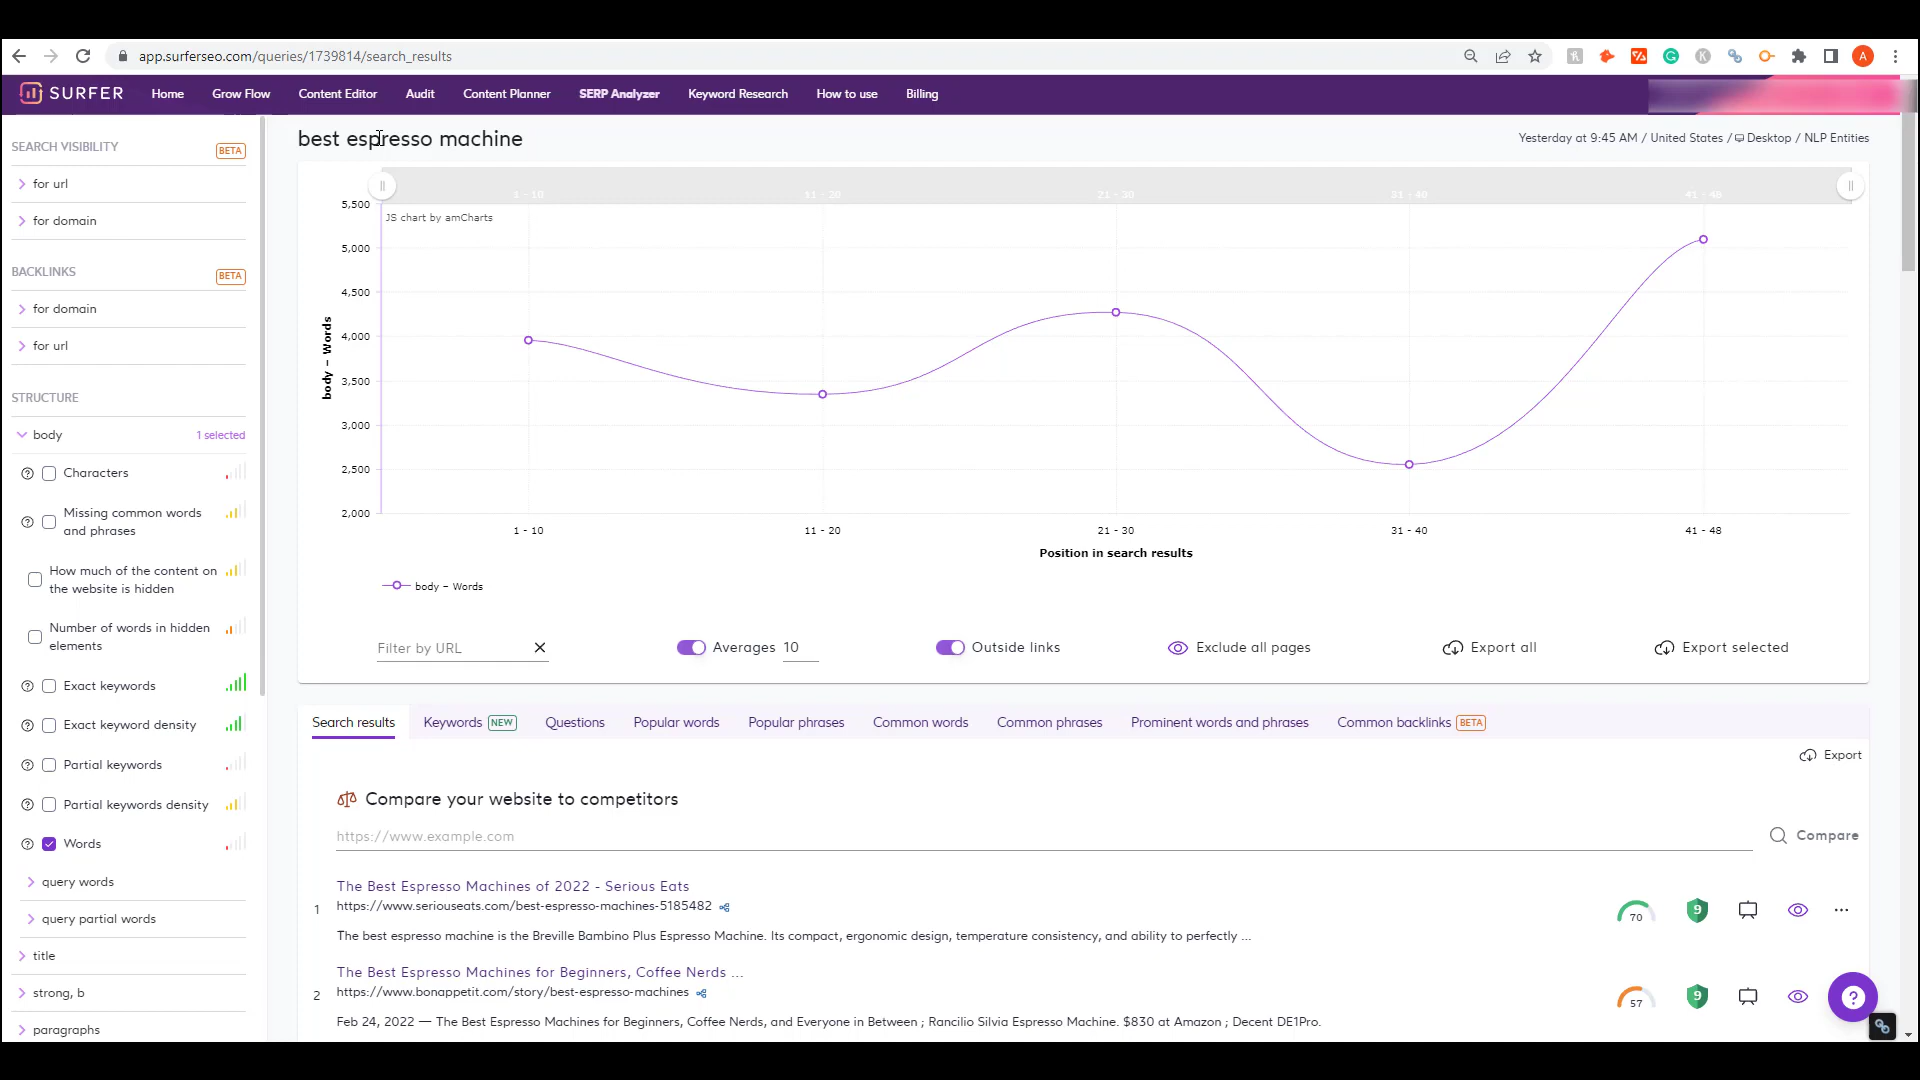 app.surferseo.com/queries/1739814/search_results
A
SURFER
Home
Grow Flow
Content Editor
Audit
Content Planner
SERP Analyzer
Keyword Research
How to use
Billing
SEARCH VISIBILITY
BETA
for url
for domain
BACKLINKS
BETA
for domain
for url
STRUCTURE
body
1 selected
Characters
Missing common words
and phrases
How much of the content on
the website is hidden
Number of words in hidden
elements
Exact keywords
Exact keyword density
Partial keywords
Partial keywords density
Words
query words
query partial words
title
strong, b
paragraphs
best espresso machine
Yesterday at 9:45 AM / United States / Desktop / NLP Entities
1 - 10
11 - 20
21 - 30
31 - 40
41 - 48
JS chart by amCharts
5,500
5,000
4,500
4,000
3,500
3,000
2,500
2,000
body – Words
1 - 10
11 - 20
21 - 30
31 - 40
41 - 48
Position in search results
body – Words
Filter by URL
Averages 10
Outside links
Exclude all pages
Export all
Export selected
Search results
Keywords NEW
Questions
Popular words
Popular phrases
Common words
Common phrases
Prominent words and phrases
Common backlinks BETA
Export
Compare your website to competitors
https://www.example.com
Compare
The Best Espresso Machines of 2022 - Serious Eats
1
https://www.seriouseats.com/best-espresso-machines-5185482
70
9
The best espresso machine is the Breville Bambino Plus Espresso Machine. Its compact, ergonomic design, temperature consistency, and ability to perfectly ...
The Best Espresso Machines for Beginners, Coffee Nerds ...
2
https://www.bonappetit.com/story/best-espresso-machines
57
9
Feb 24, 2022 — The Best Espresso Machines for Beginners, Coffee Nerds, and Everyone in Between ; Rancilio Silvia Espresso Machine. $830 at Amazon ; Decent DE1Pro.